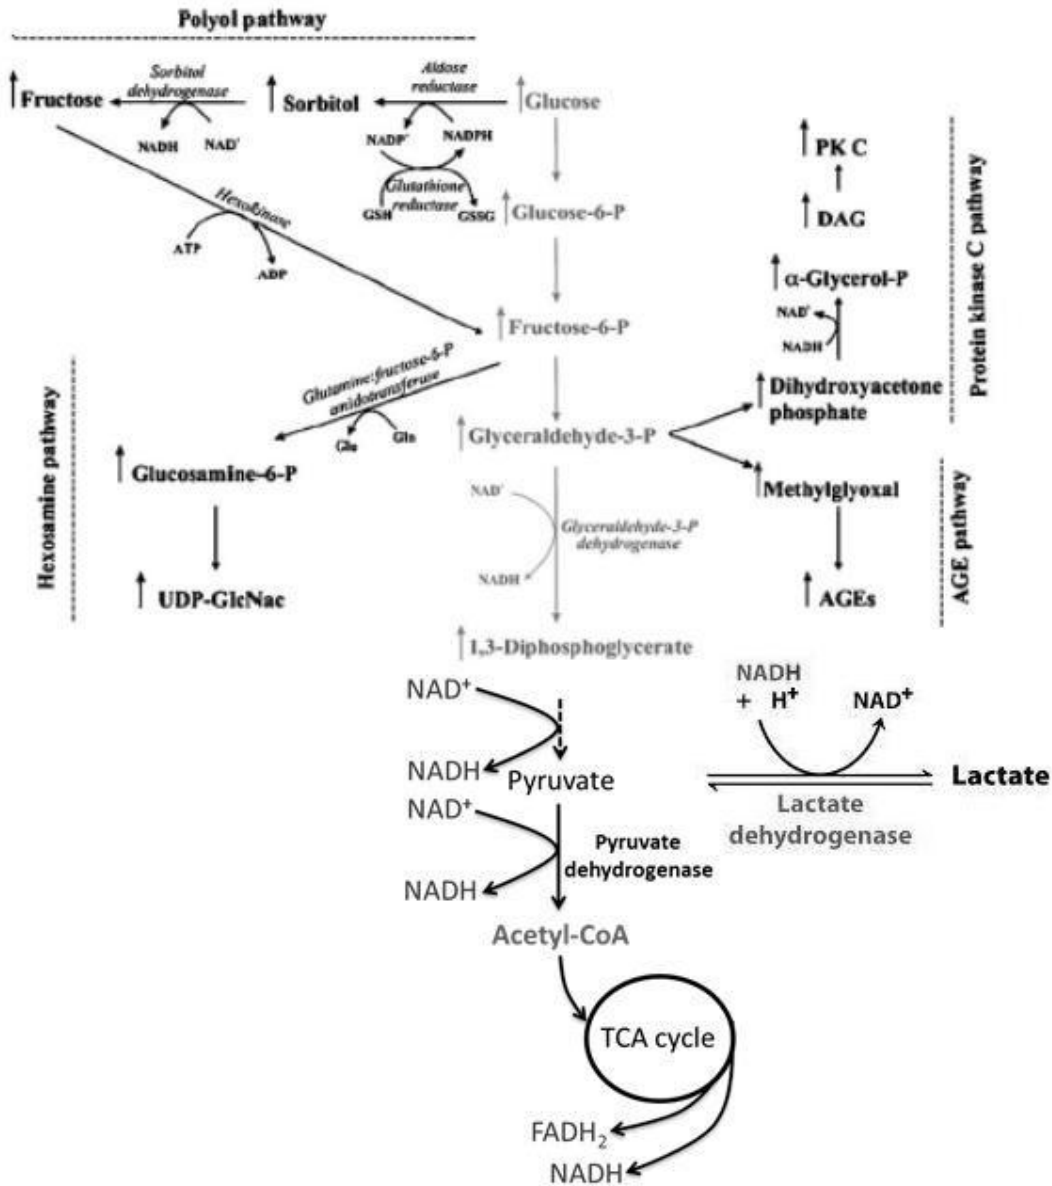 Polyol pathway
Fructose
Sorbitol
dehydrogenase
Sorbitol
Aldose
reductase
Glucose
NADH
NAD⁺
NADP⁺
NADPH
Glutathione
reductase
GSH
GSSG
Hexokinase
ATP
ADP
Glucose-6-P
PK C
DAG
α-Glycerol-P
NAD⁺
NADH
Dihydroxyacetone
phosphate
Protein kinase C pathway
Fructose-6-P
Glutamine:fructose-6-P
amidotransferase
Glu
Gln
Hexosamine pathway
Glucosamine-6-P
UDP-GlcNac
Glyceraldehyde-3-P
NAD⁺
Glyceraldehyde-3-P
dehydrogenase
NADH
Methylglyoxal
AGEs
AGE pathway
1,3-Diphosphoglycerate
NAD⁺
NADH
Pyruvate
NADH
+ H⁺
NAD⁺
Lactate
Lactate
dehydrogenase
NAD⁺
Pyruvate
dehydrogenase
NADH
Acetyl-CoA
TCA cycle
FADH₂
NADH